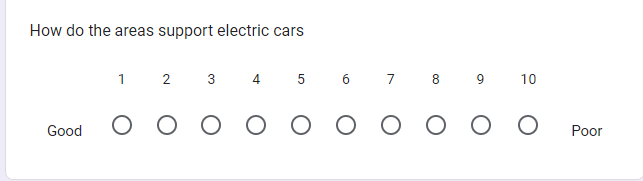 How do the areas support electric cars
1 2 3 4 5 6 7 8 9 10
Good Poor